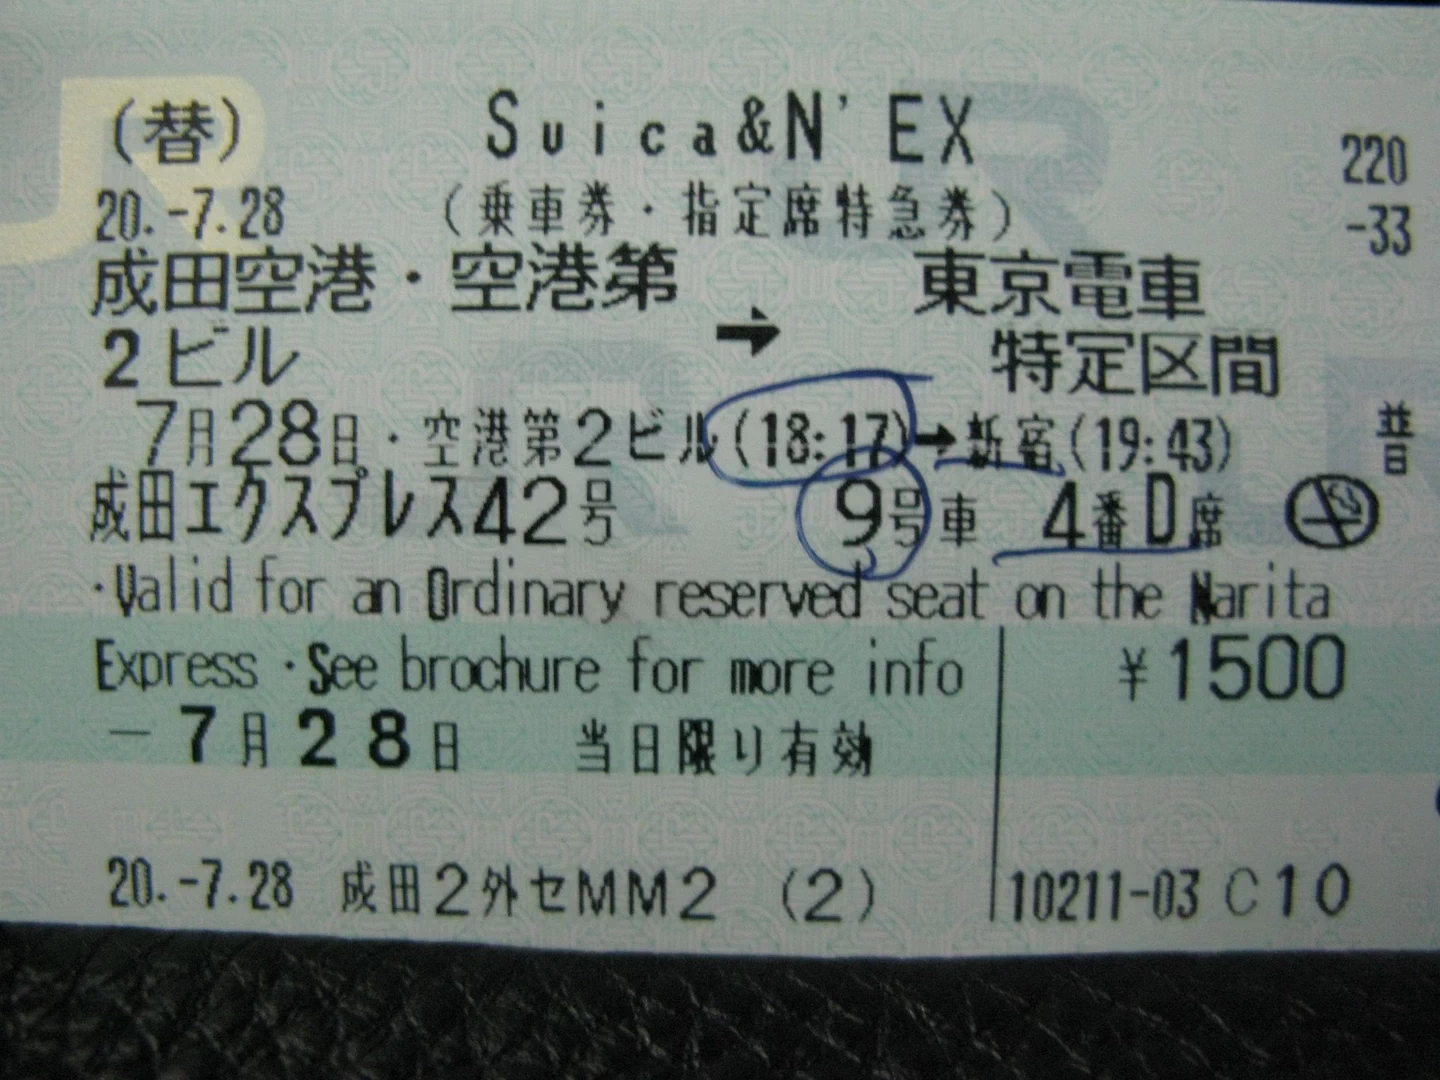 (替) Suica&N'EX 220
20.-7.28 (乗車券・指定席特急券) -33
成田空港・空港第2ビル → 東京電車特定区間
7月28日・空港第2ビル(18:17)→新宿(19:43) 普
成田エクスプレス42号 9号車 4番D席
・Valid for an Ordinary reserved seat on the Narita
Express・See brochure for more info ¥1500
－7月28日 当日限り有効
20.-7.28 成田2外セMM2 (2) 10211-03 C10